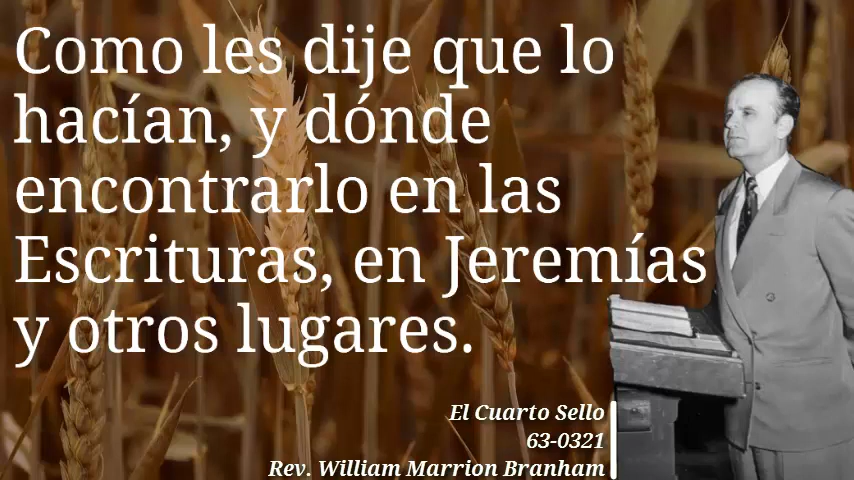 Como les dije que lo
hacían, y dónde
encontrarlo en las
Escrituras, en Jeremías
y otros lugares.
El Cuarto Sello
63-0321
Rev. William Marrion Branham